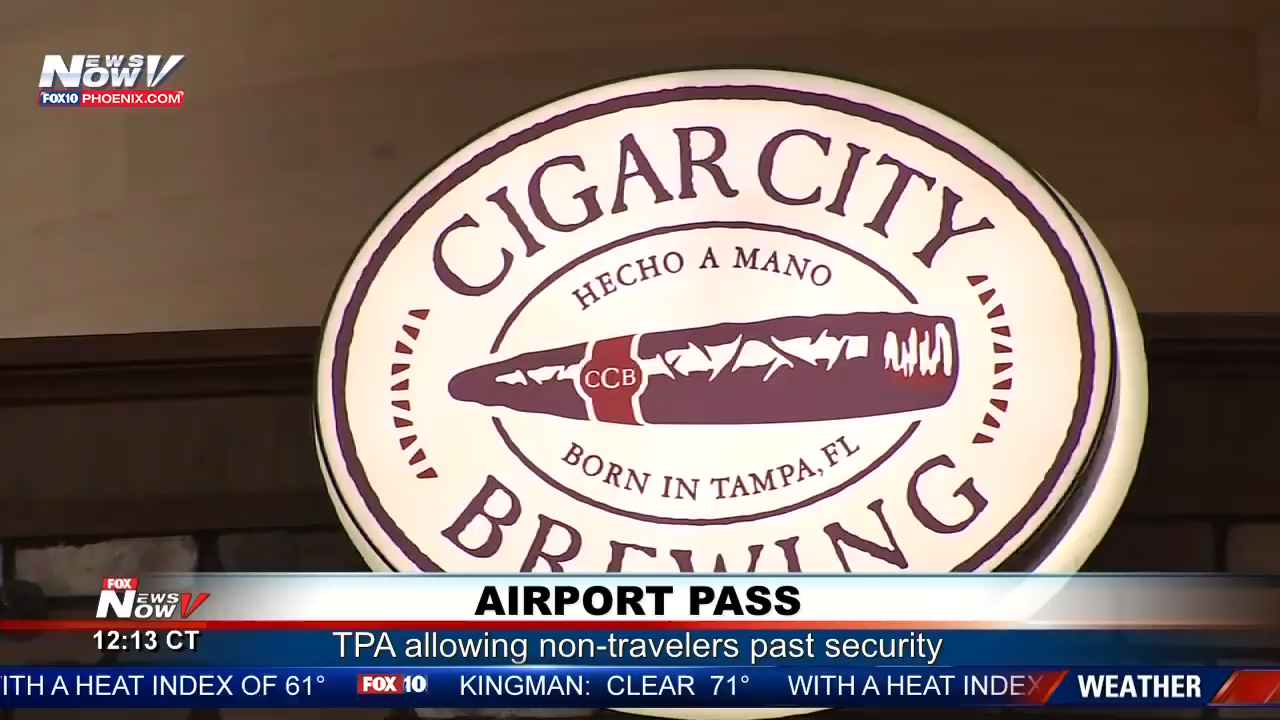 NEWS
NOW
FOX10 PHOENIX.COM
CIGAR CITY
HECHO A MANO
CCB
BORN IN TAMPA, FL
BREWING
FOX
NEWS
NOW
12:13 CT
AIRPORT PASS
TPA allowing non-travelers past security
ITH A HEAT INDEX OF 61° FOX 10 KINGMAN: CLEAR 71° WITH A HEAT INDEX WEATHER